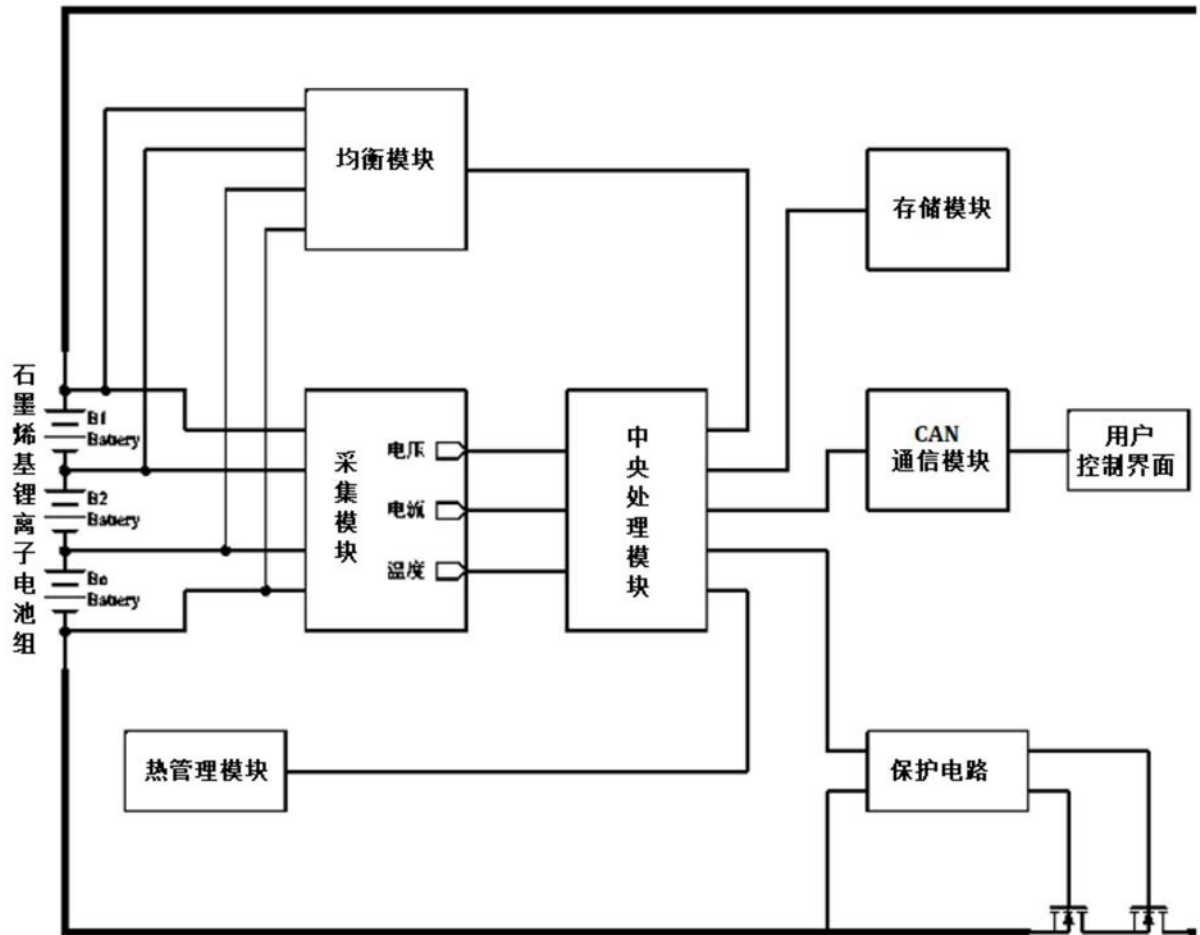 均衡模块
存储模块
石墨烯基锂离子电池组
B1
Battery
B2
Battery
Battery
采集模块
电压
电流
温度
中央处理模块
CAN
通信模块
用户
控制界面
热管理模块
保护电路